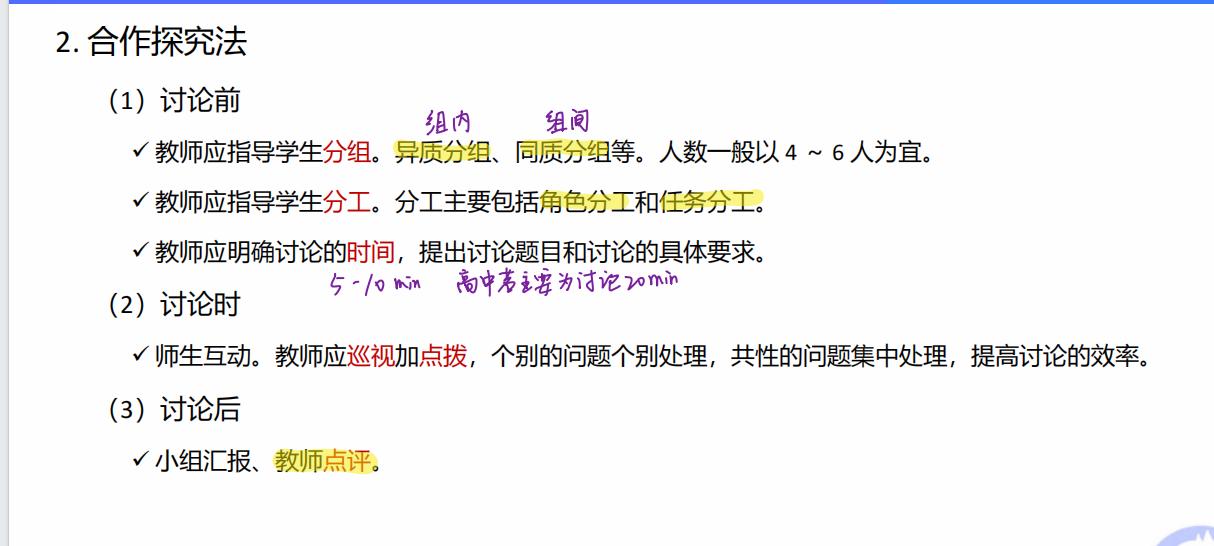 2. 合作探究法
（1）讨论前
组内 组间
✓ 教师应指导学生分组。异质分组、同质分组等。人数一般以 4 ~ 6 人为宜。
✓ 教师应指导学生分工。分工主要包括角色分工和任务分工。
✓ 教师应明确讨论的时间，提出讨论题目和讨论的具体要求。
5-10 min 高中常主要为讨论20min
（2）讨论时
✓ 师生互动。教师应巡视加点拨，个别的问题个别处理，共性的问题集中处理，提高讨论的效率。
（3）讨论后
✓ 小组汇报、教师点评。